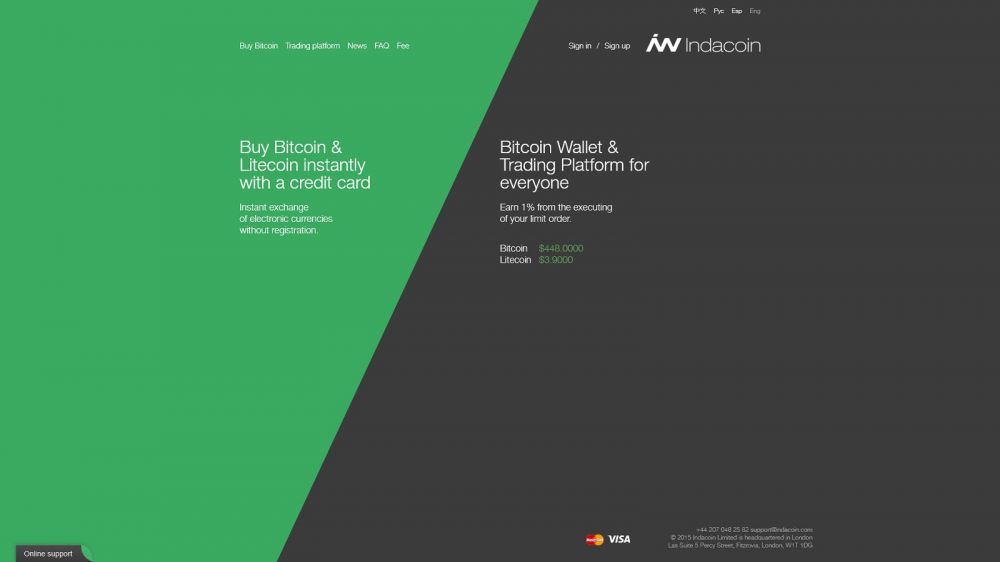 中文 Рус Бар Eng
Buy Bitcoin Trading platform News FAQ Fee
Sign in / Sign up
Indacoin
Buy Bitcoin &
Litecoin instantly
with a credit card
Instant exchange
of electronic currencies
without registration.
Bitcoin Wallet &
Trading Platform for
everyone
Earn 1% from the executing
of your limit order.
Bitcoin $448.0000
Litecoin $3.9000
MasterCard VISA
+44 207 048 25 82 support@indacoin.com
© 2015 Indacoin Limited is headquartered in London
Las Suite 5 Percy Street, Fitzrovia, London, W1T 1DG
Online support